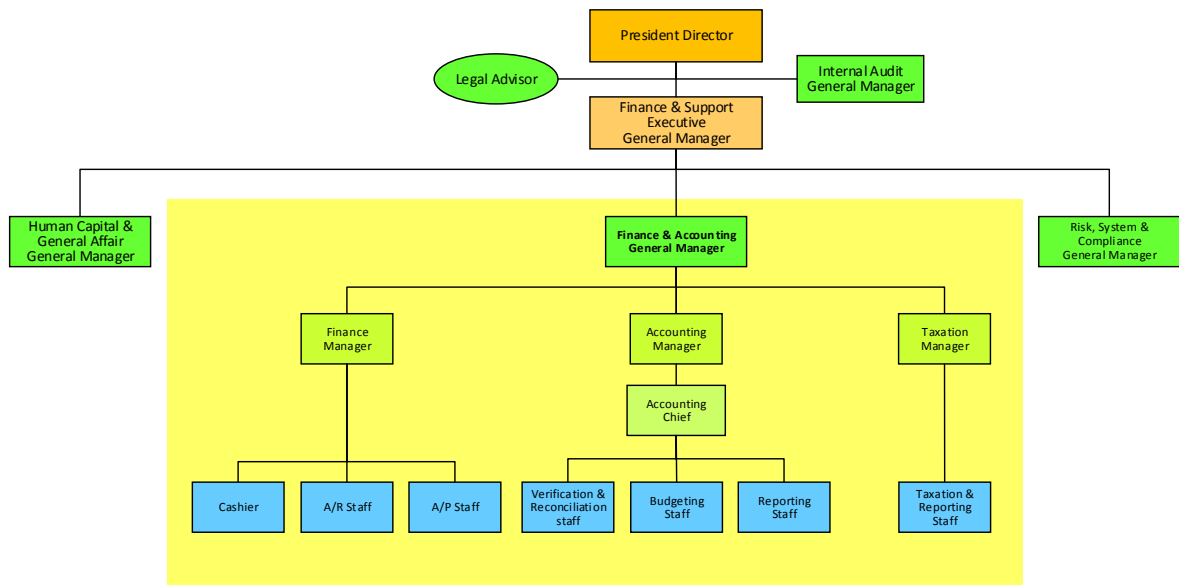 President Director
Legal Advisor
Internal Audit
General Manager
Finance & Support
Executive
General Manager
Human Capital &
General Affair
General Manager
Finance & Accounting
General Manager
Risk, System &
Compliance
General Manager
Finance
Manager
Accounting
Manager
Taxation
Manager
Accounting
Chief
Cashier
A/R Staff
A/P Staff
Verification &
Reconciliation
staff
Budgeting
Staff
Reporting
Staff
Taxation &
Reporting
Staff